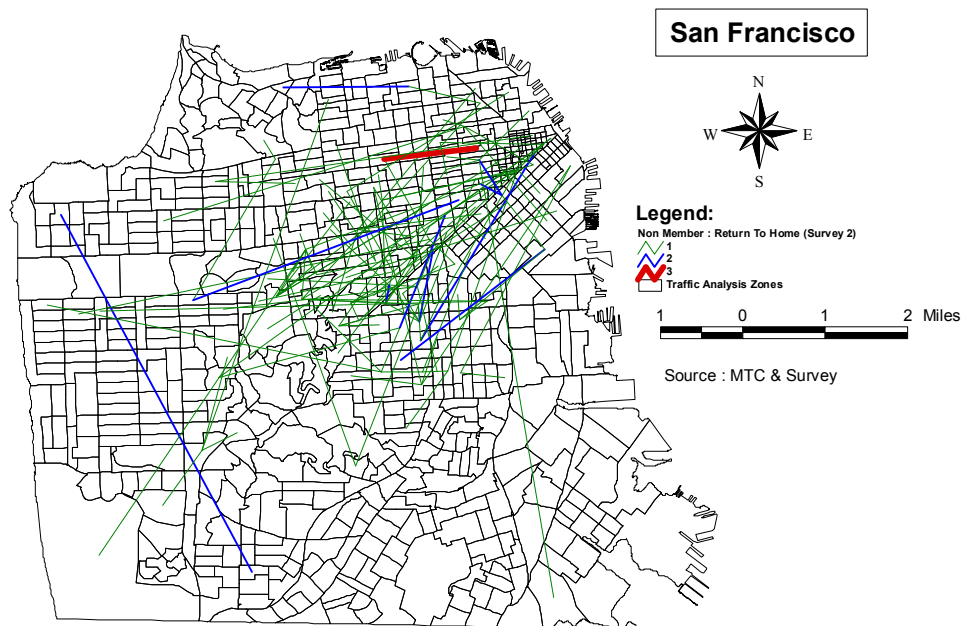 San Francisco
N
W E
S
Legend:
Non Member : Return To Home (Survey 2)
1
2
3
Traffic Analysis Zones
1 0 1 2 Miles
Source : MTC & Survey